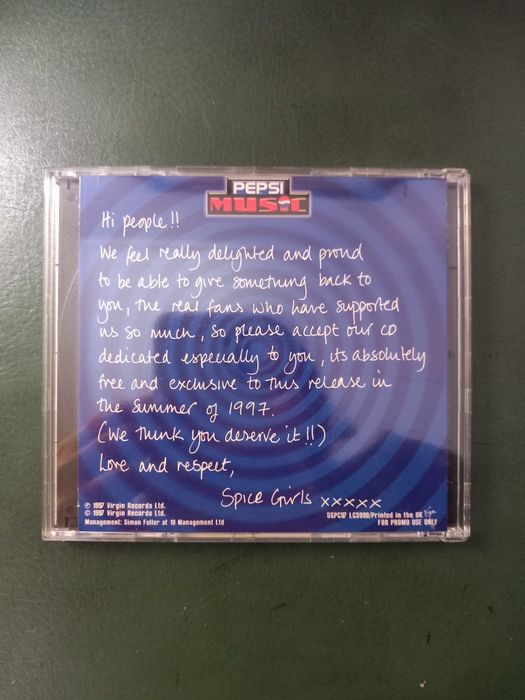 PEPSI
MUSIC
Hi people!!
We feel really delighted and proud
to be able to give something back to
you, the real fans who have supported
us so much, so please accept our CD
dedicated especially to you, its absolutely
free and exclusive to this release in
the Summer of 1997.
(We think you deserve it!!)
Love and respect,
Spice Girls xxxxx
℗ 1997 Virgin Records Ltd.
© 1997 Virgin Records Ltd.
Management: Simon Fuller at 19 Management Ltd
SGPC97 LC3098/Printed in the UK
Virgin
FOR PROMO USE ONLY